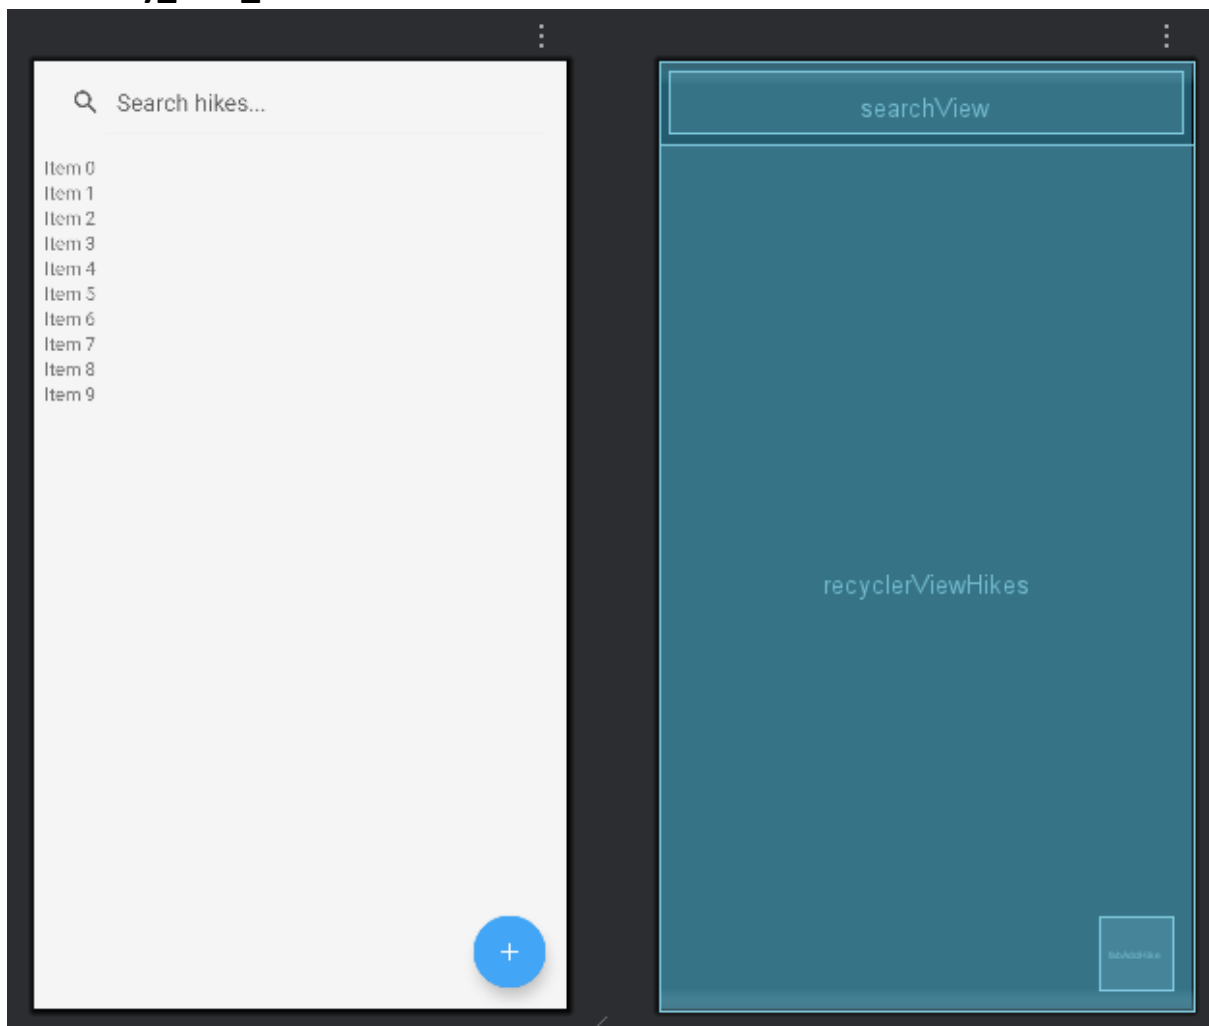 Search hikes...
Item 0
Item 1
Item 2
Item 3
Item 4
Item 5
Item 6
Item 7
Item 8
Item 9
+
searchView
recyclerViewHikes
fabAddHike